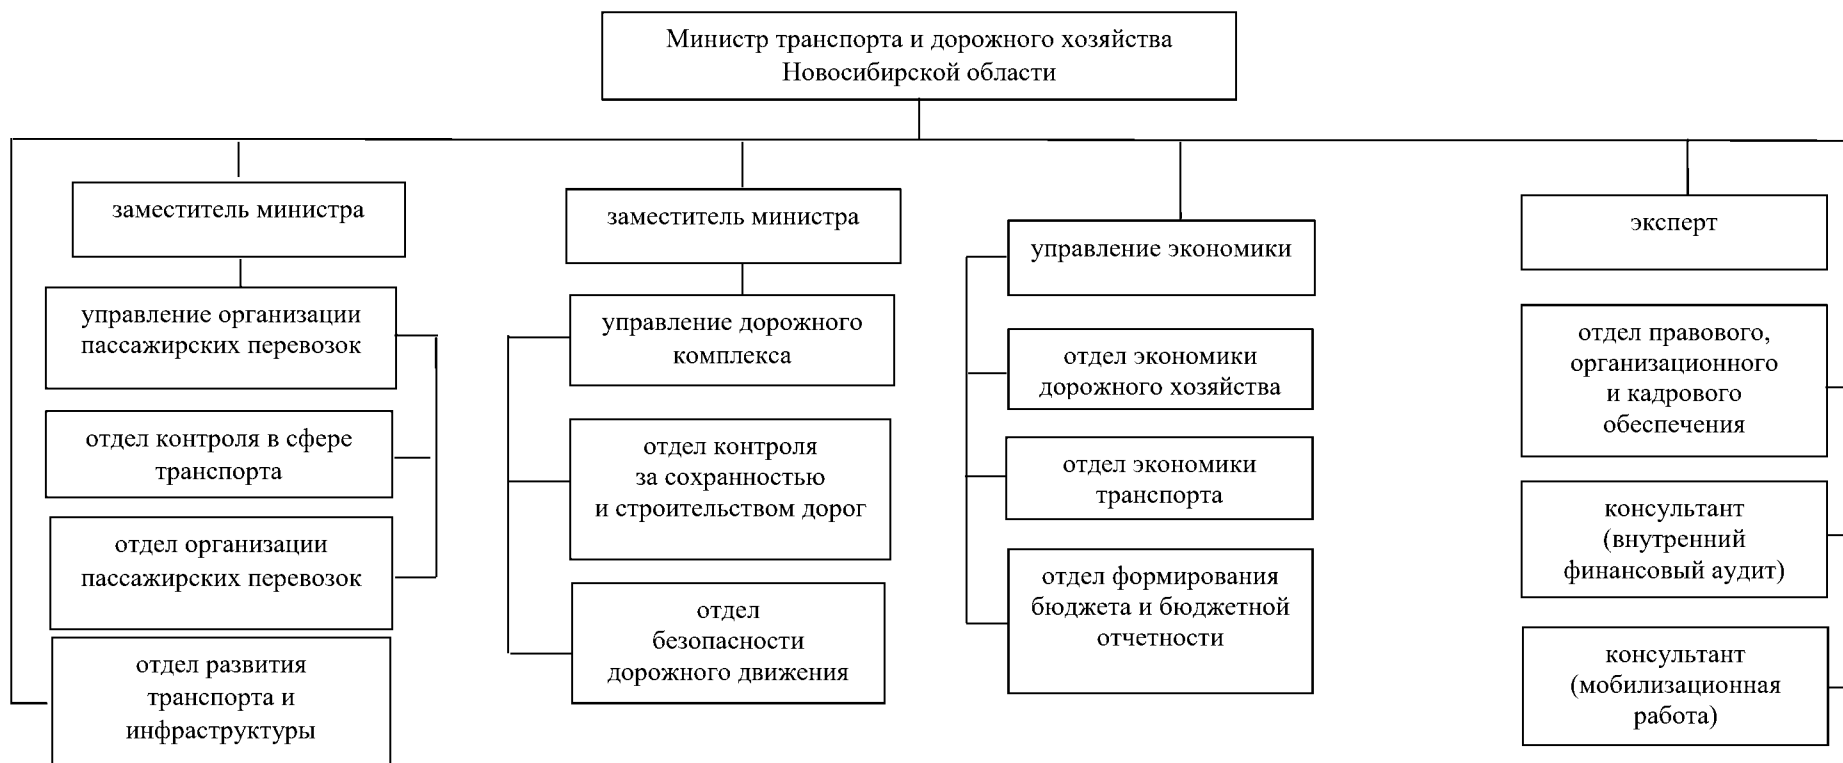 Министр транспорта и дорожного хозяйства
Новосибирской области
заместитель министра
управление организации
пассажирских перевозок
отдел контроля в сфере
транспорта
отдел организации
пассажирских перевозок
отдел развития
транспорта и
инфраструктуры
заместитель министра
управление дорожного
комплекса
отдел контроля
за сохранностью
и строительством дорог
отдел
безопасности
дорожного движения
управление экономики
отдел экономики
дорожного хозяйства
отдел экономики
транспорта
отдел формирования
бюджета и бюджетной
отчетности
эксперт
отдел правового,
организационного
и кадрового
обеспечения
консультант
(внутренний
финансовый аудит)
консультант
(мобилизационная
работа)